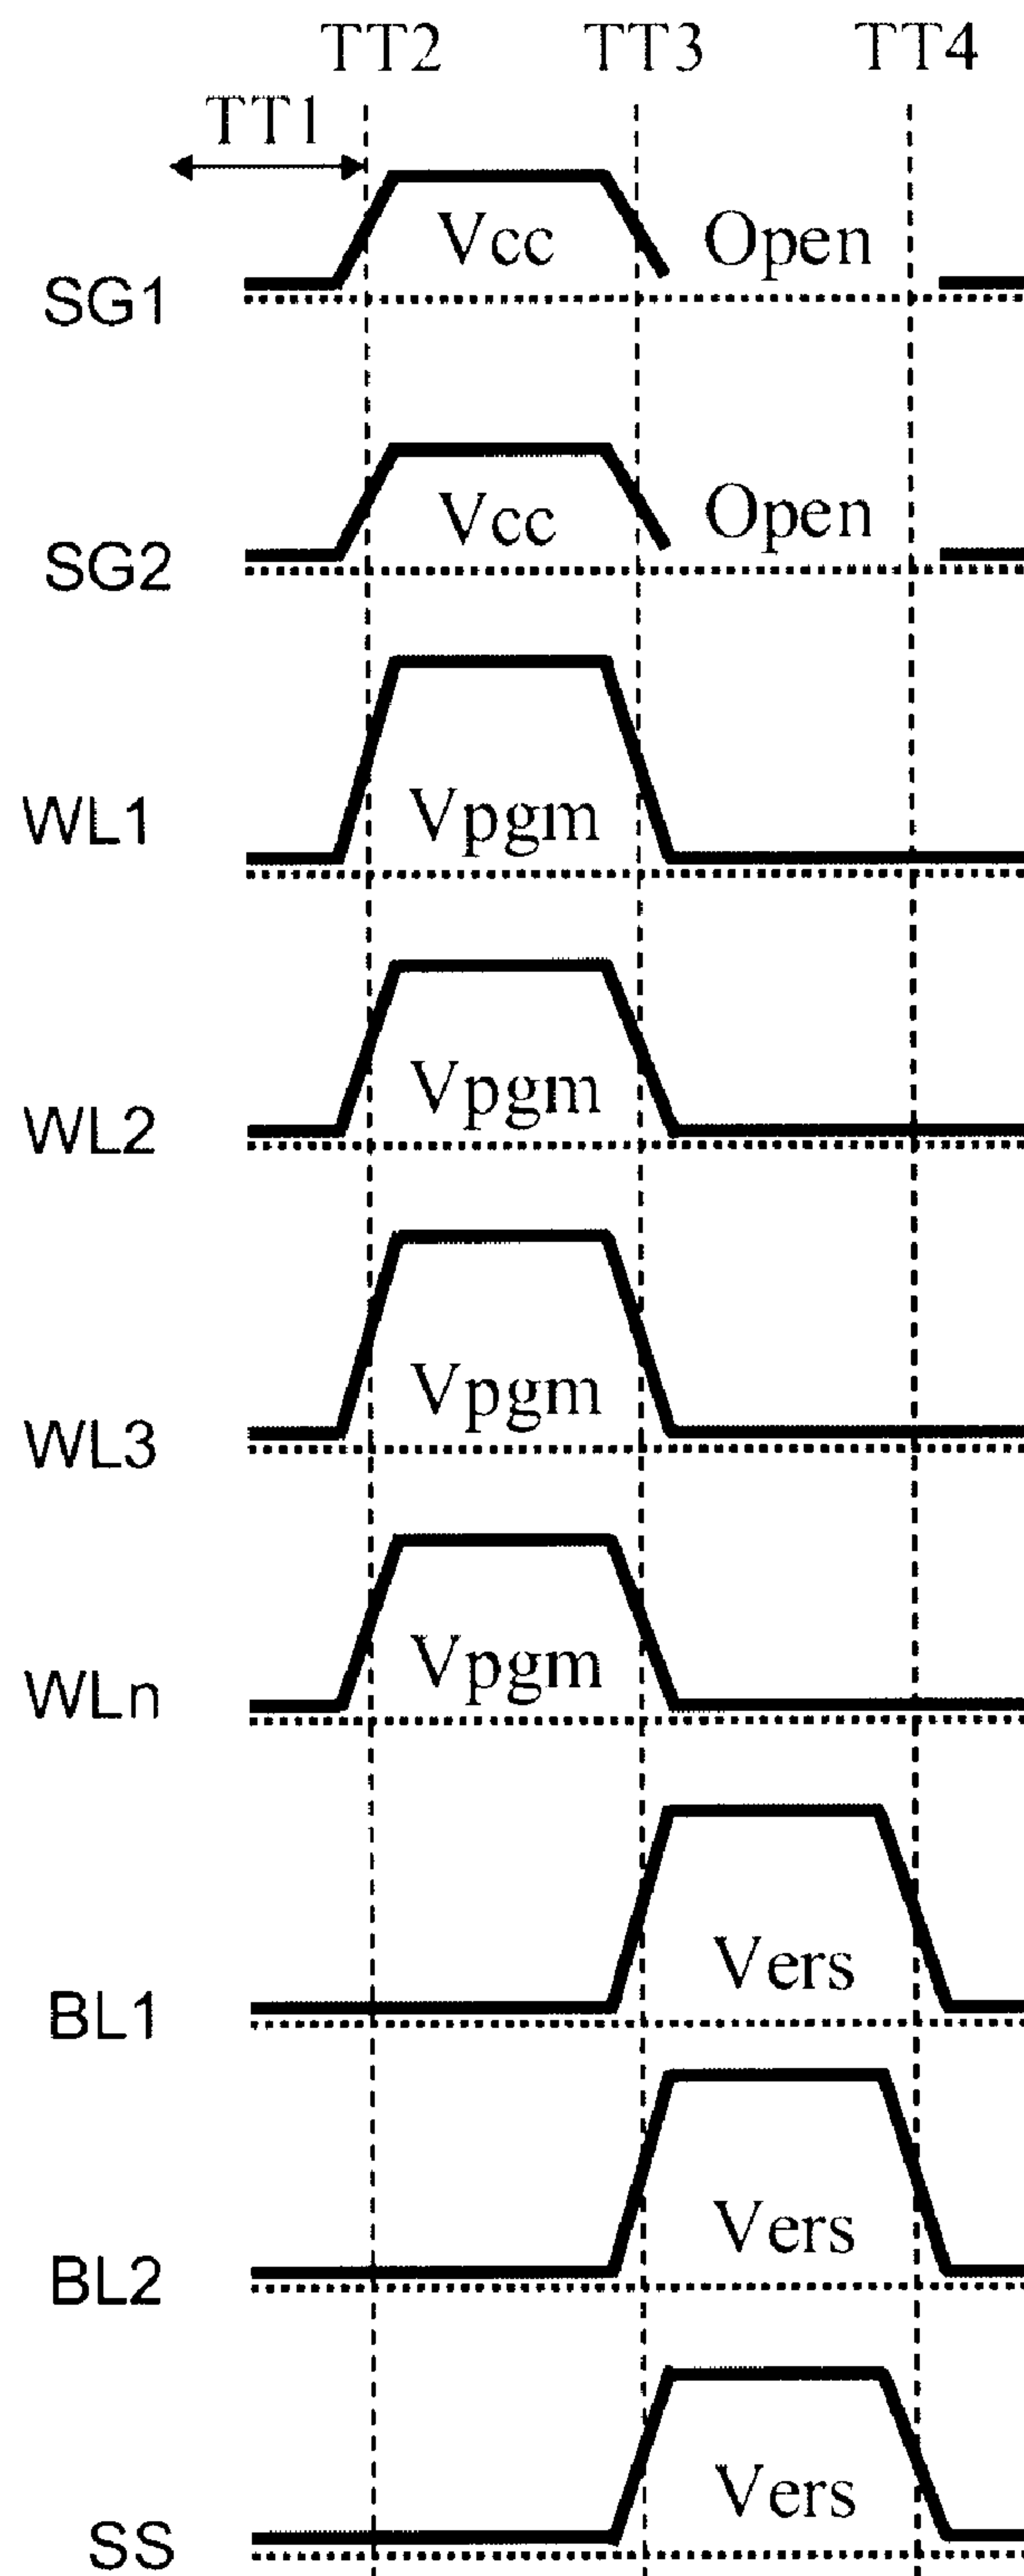 TT2 TT3 TT4
TT1
SG1 Vcc Open
SG2 Vcc Open
WL1 Vpgm
WL2 Vpgm
WL3 Vpgm
WLn Vpgm
BL1 Vers
BL2 Vers
SS Vers